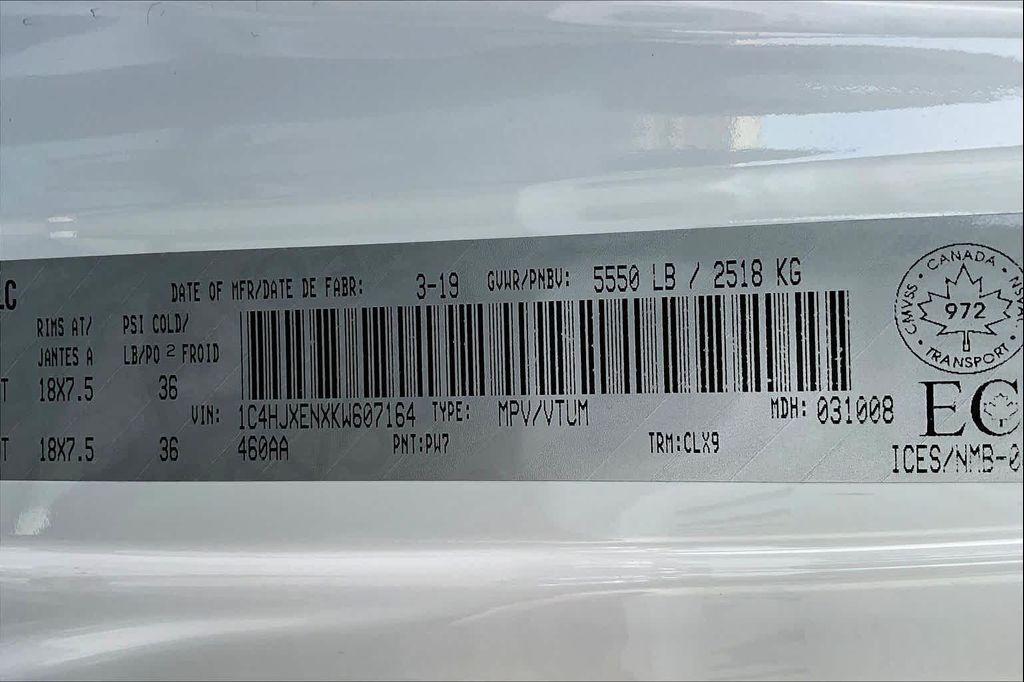 LC
DATE OF MFR/DATE DE FABR: 3-19 GVWR/PNBV: 5550 LB / 2518 KG
RIMS AT/ PSI COLD/
JANTES A LB/PO 2 FROID
T 18X7.5 36
VIN: 1C4HJXENXKW607164 TYPE: MPV/VTUM MDH: 031008
T 18X7.5 36 460AA PNT:PW7 TRM:CLX9
CANADA
CMVSS 972
TRANSPORT
EC
ICES/NMB-0